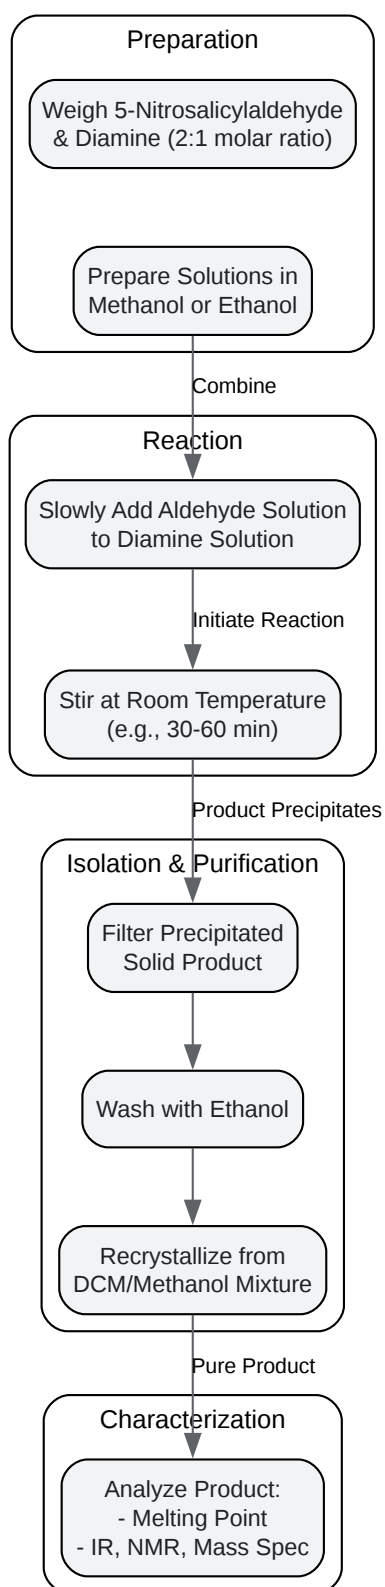 Preparation
Weigh 5-Nitrosalicylaldehyde
& Diamine (2:1 molar ratio)
Prepare Solutions in
Methanol or Ethanol
Combine
Reaction
Slowly Add Aldehyde Solution
to Diamine Solution
Initiate Reaction
Stir at Room Temperature
(e.g., 30-60 min)
Product Precipitates
Isolation & Purification
Filter Precipitated
Solid Product
Wash with Ethanol
Recrystallize from
DCM/Methanol Mixture
Pure Product
Characterization
Analyze Product:
- Melting Point
- IR, NMR, Mass Spec